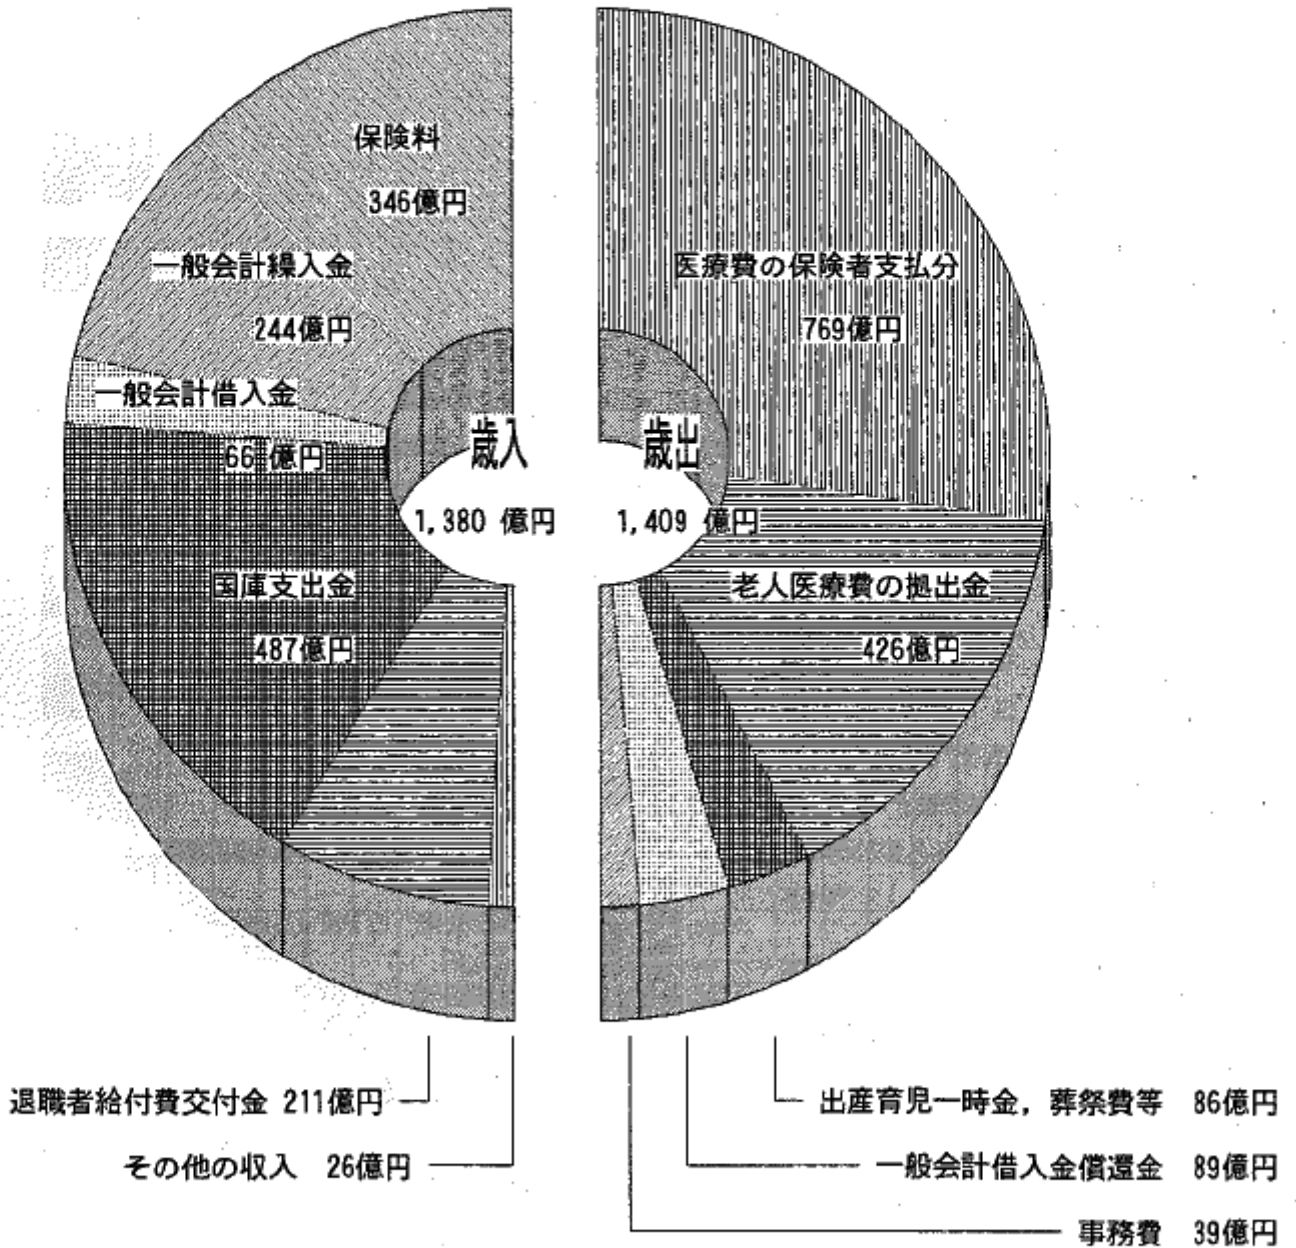 保険料
346億円
一般会計繰入金
244億円
一般会計借入金
66 億円
国庫支出金
487億円
歳入
1,380 億円
歳出
1,409 億円
医療費の保険者支払分
769億円
老人医療費の拠出金
426億円
退職者給付費交付金 211億円
その他の収入 26億円
出産育児一時金，葬祭費等 86億円
一般会計借入金償還金 89億円
事務費 39億円